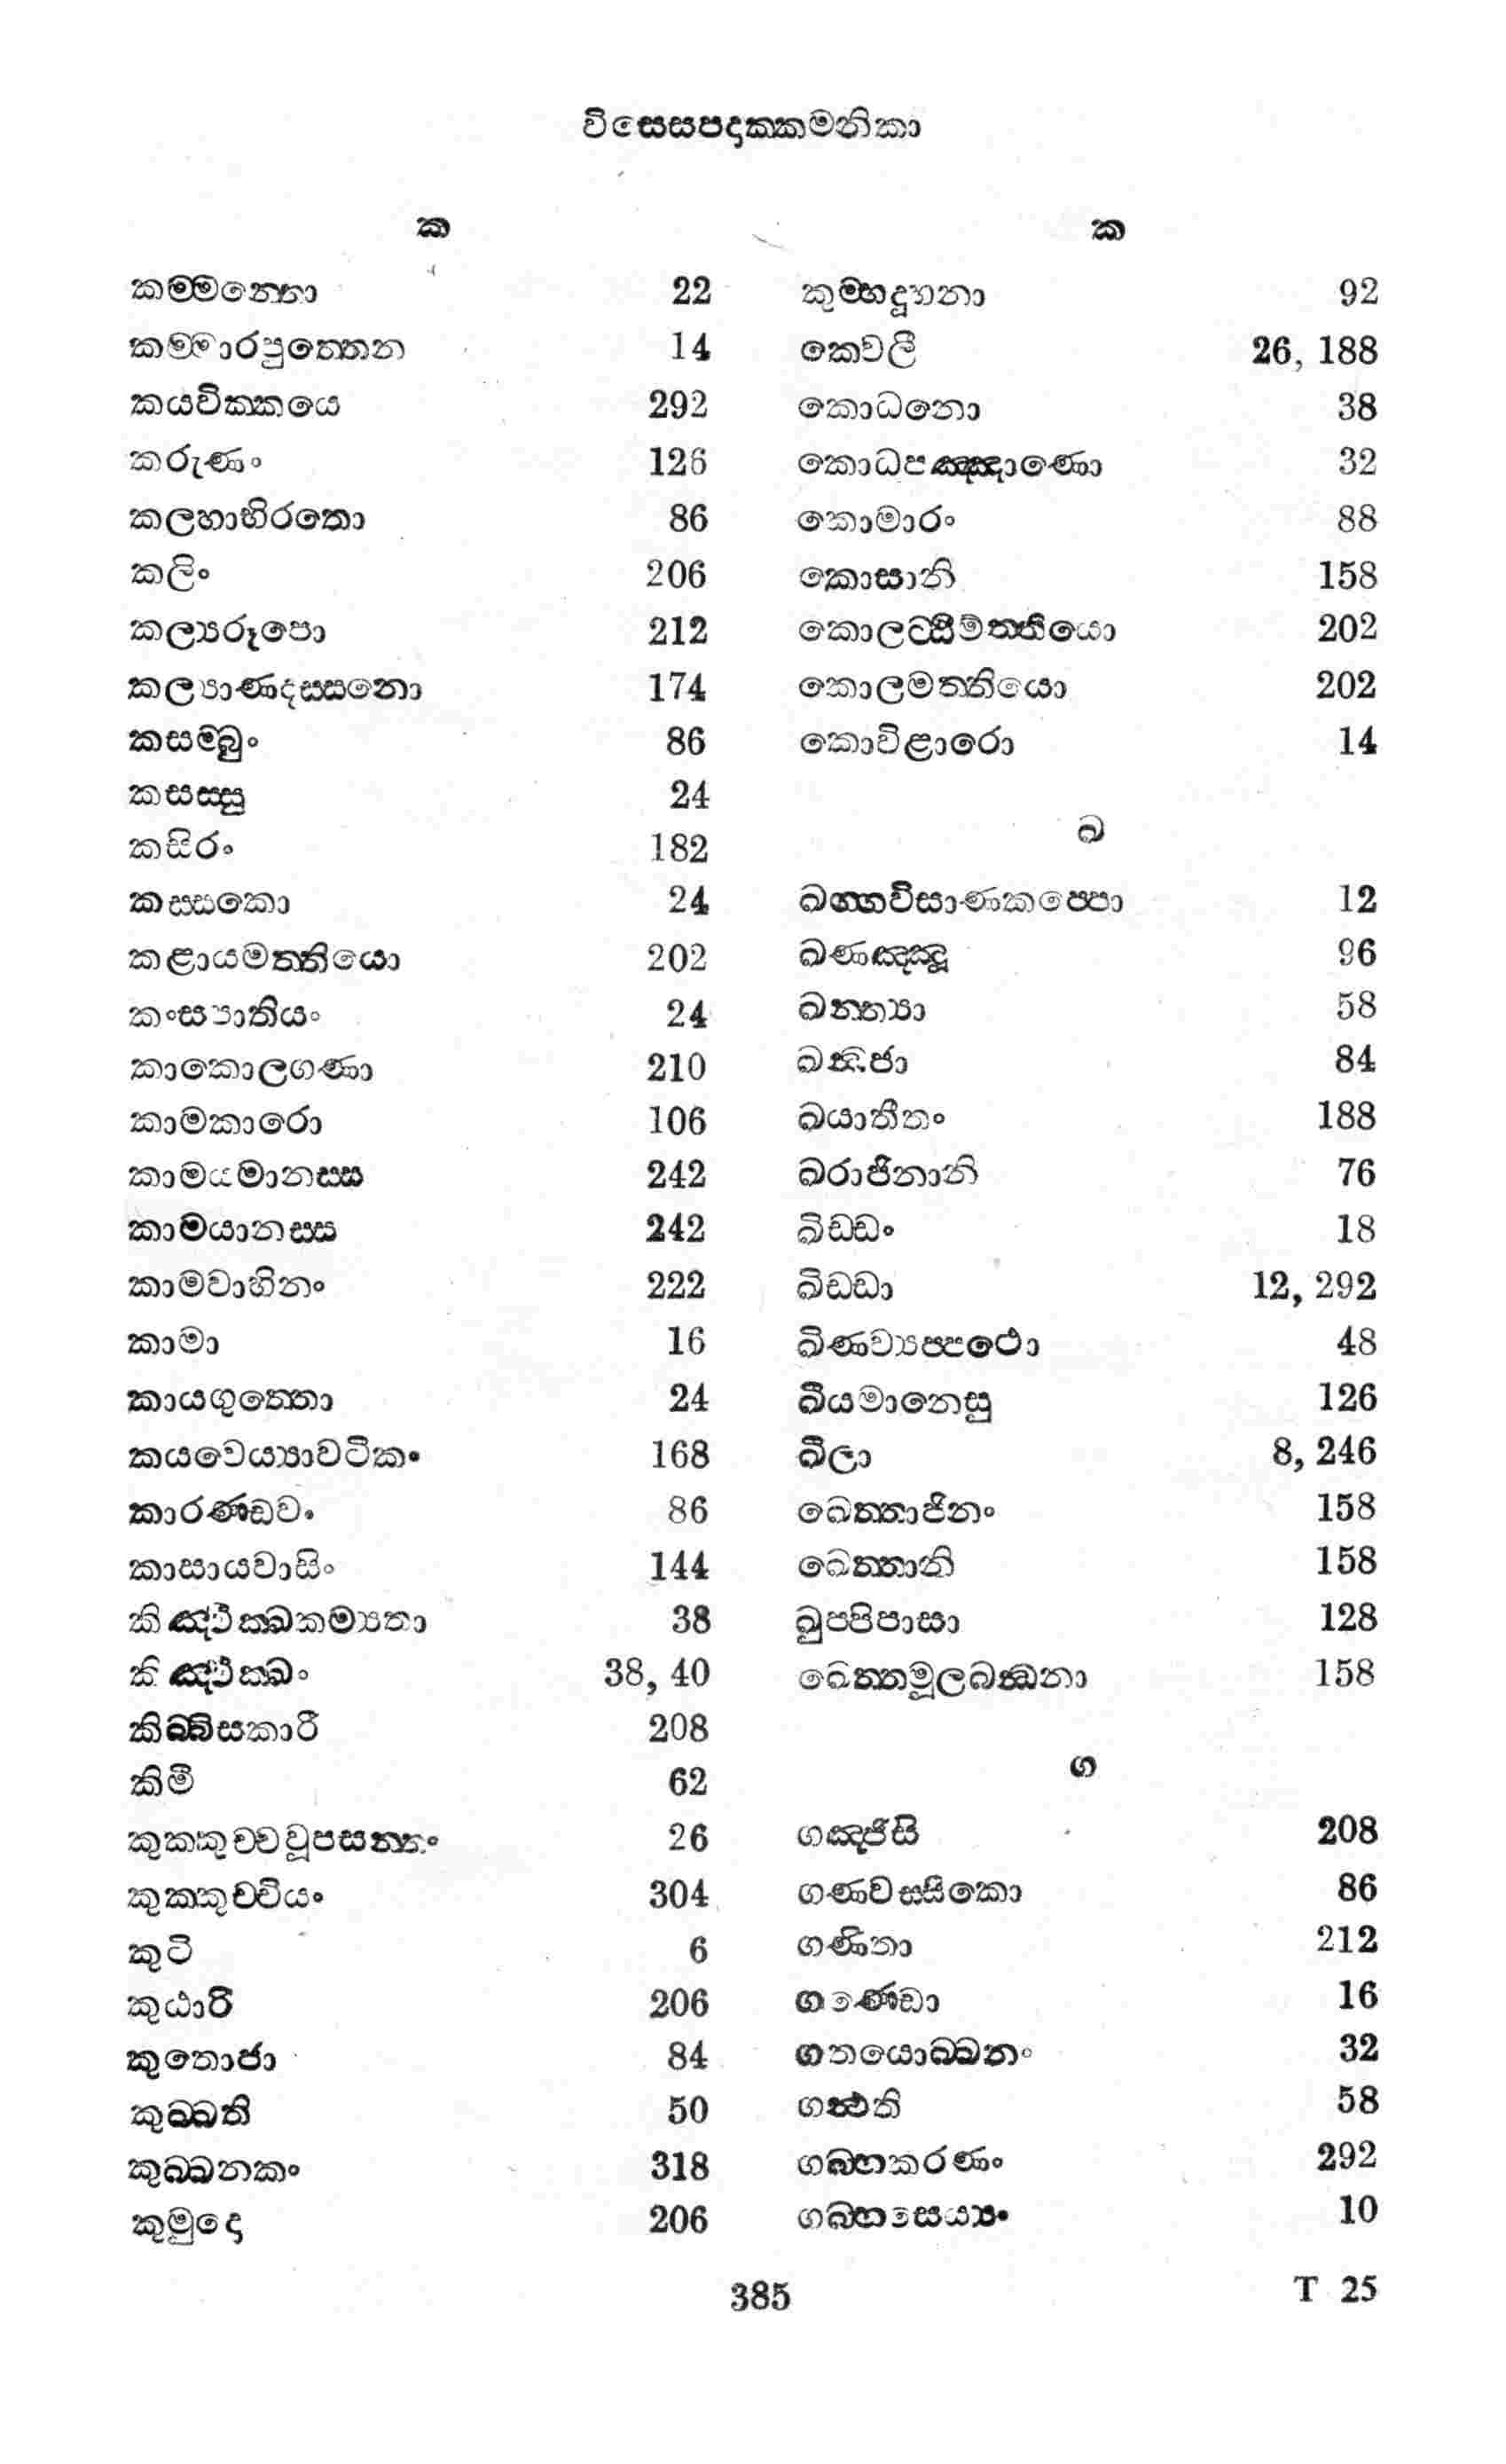 විසෙසපදක්කමනිකා
ක
කම්මන්තො 22
කම්මාරපුත්තෙන 14
කයවික්කයෙ 292
කරුණං 126
කලහාභිරතො 86
කලිං 206
කල්‍යරූපො 212
කල්‍යාණදස්සනො 174
කසම්බුං 86
කසස්සු 24
කසිරං 182
කස්සකො 24
කළායමත්තියො 202
කංසපාතියං 24
කාකොලගණා 210
කාමකාරො 106
කාමයමානස්ස 242
කාමයානස්ස 242
කාමවාහිනං 222
කාමා 16
කායගුත්තො 24
කයවෙය්‍යාවටිකං 168
කාරණ්ඩවං 86
කාසායවාසිං 144
කිඤ්චික්ඛකම්‍යතා 38
කිඤ්චික්ඛං 38, 40
කිබ්බිසකාරී 208
කිමී 62
කුක්කුච්චවූපසන්තං 26
කුක්කුච්චියං 304
කුටි 6
කුඨාරී 206
කුතොජා 84
කුබ්බති 50
කුබ්බනකං 318
කුමුදො 206
ක
කුම්භදූහනා 92
කෙවලී 26, 188
කොධනො 38
කොධපඤ්ඤාණො 32
කොමාරං 88
කොසානි 158
කොලට්ඨිමත්තියො 202
කොලමත්තියො 202
කොවිළාරො 14
ඛ
ඛග්ගවිසාණකප්පො 12
ඛණඤ්ඤූ 96
ඛන්ත්‍යා 58
ඛන්ධිජා 84
ඛයාතීතං 188
ඛරාජිනානි 76
ඛිඩ්ඩං 18
ඛිඩ්ඩා 12, 292
ඛීණව්‍යප්පථො 48
ඛීයමානෙසු 126
ඛීලා 8, 246
ඛෙත්තාජිනං 158
ඛෙත්තානි 158
ඛුප්පිපාසා 128
ඛෙත්තමූලබන්ධනා 158
ග
ගඤ්ජිසි 208
ගණවස්සිකො 86
ගණිතා 212
ගණ්ඩො 16
ගතයොබ්බනං 32
ගන්ථති 58
ගබ්භකරණං 292
ගබ්භසෙය්‍යං 10
385 T 25